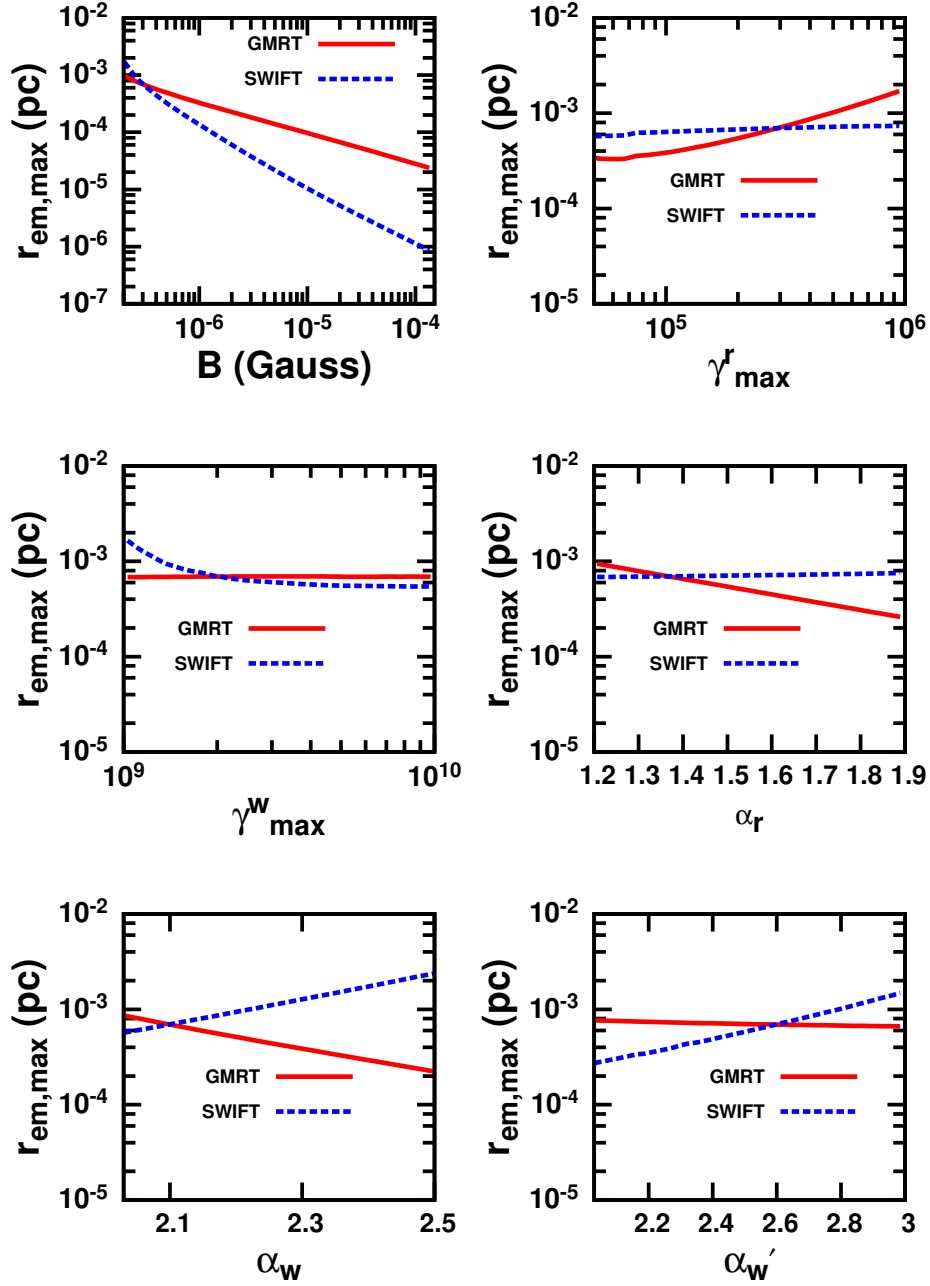 r_em,max (pc)
10^-2
10^-3
10^-4
10^-5
10^-6
10^-7
GMRT
SWIFT
10^-6
10^-5
10^-4
B (Gauss)
r_em,max (pc)
10^-2
10^-3
10^-4
10^-5
GMRT
SWIFT
10^5
10^6
γ^r_max
r_em,max (pc)
10^-2
10^-3
10^-4
10^-5
GMRT
SWIFT
10^9
10^10
γ^w_max
r_em,max (pc)
10^-2
10^-3
10^-4
10^-5
GMRT
SWIFT
1.2 1.3 1.4 1.5 1.6 1.7 1.8 1.9
α_r
r_em,max (pc)
10^-2
10^-3
10^-4
10^-5
GMRT
SWIFT
2.1 2.3 2.5
α_w
r_em,max (pc)
10^-2
10^-3
10^-4
10^-5
GMRT
SWIFT
2.2 2.4 2.6 2.8 3
α_w′